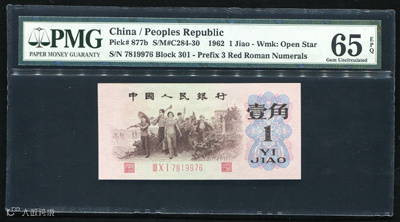 PMG
PAPER MONEY GUARANTY
China / Peoples Republic
Pick# 877b S/M#C284-30 1962 1 Jiao - Wmk: Open Star
S/N 7819976 Block 301 - Prefix 3 Red Roman Numerals
65 EPQ
Gem Uncirculated
中国人民银行
壹角
1
YI
JIAO
ⅢⅩⅠ 7819976